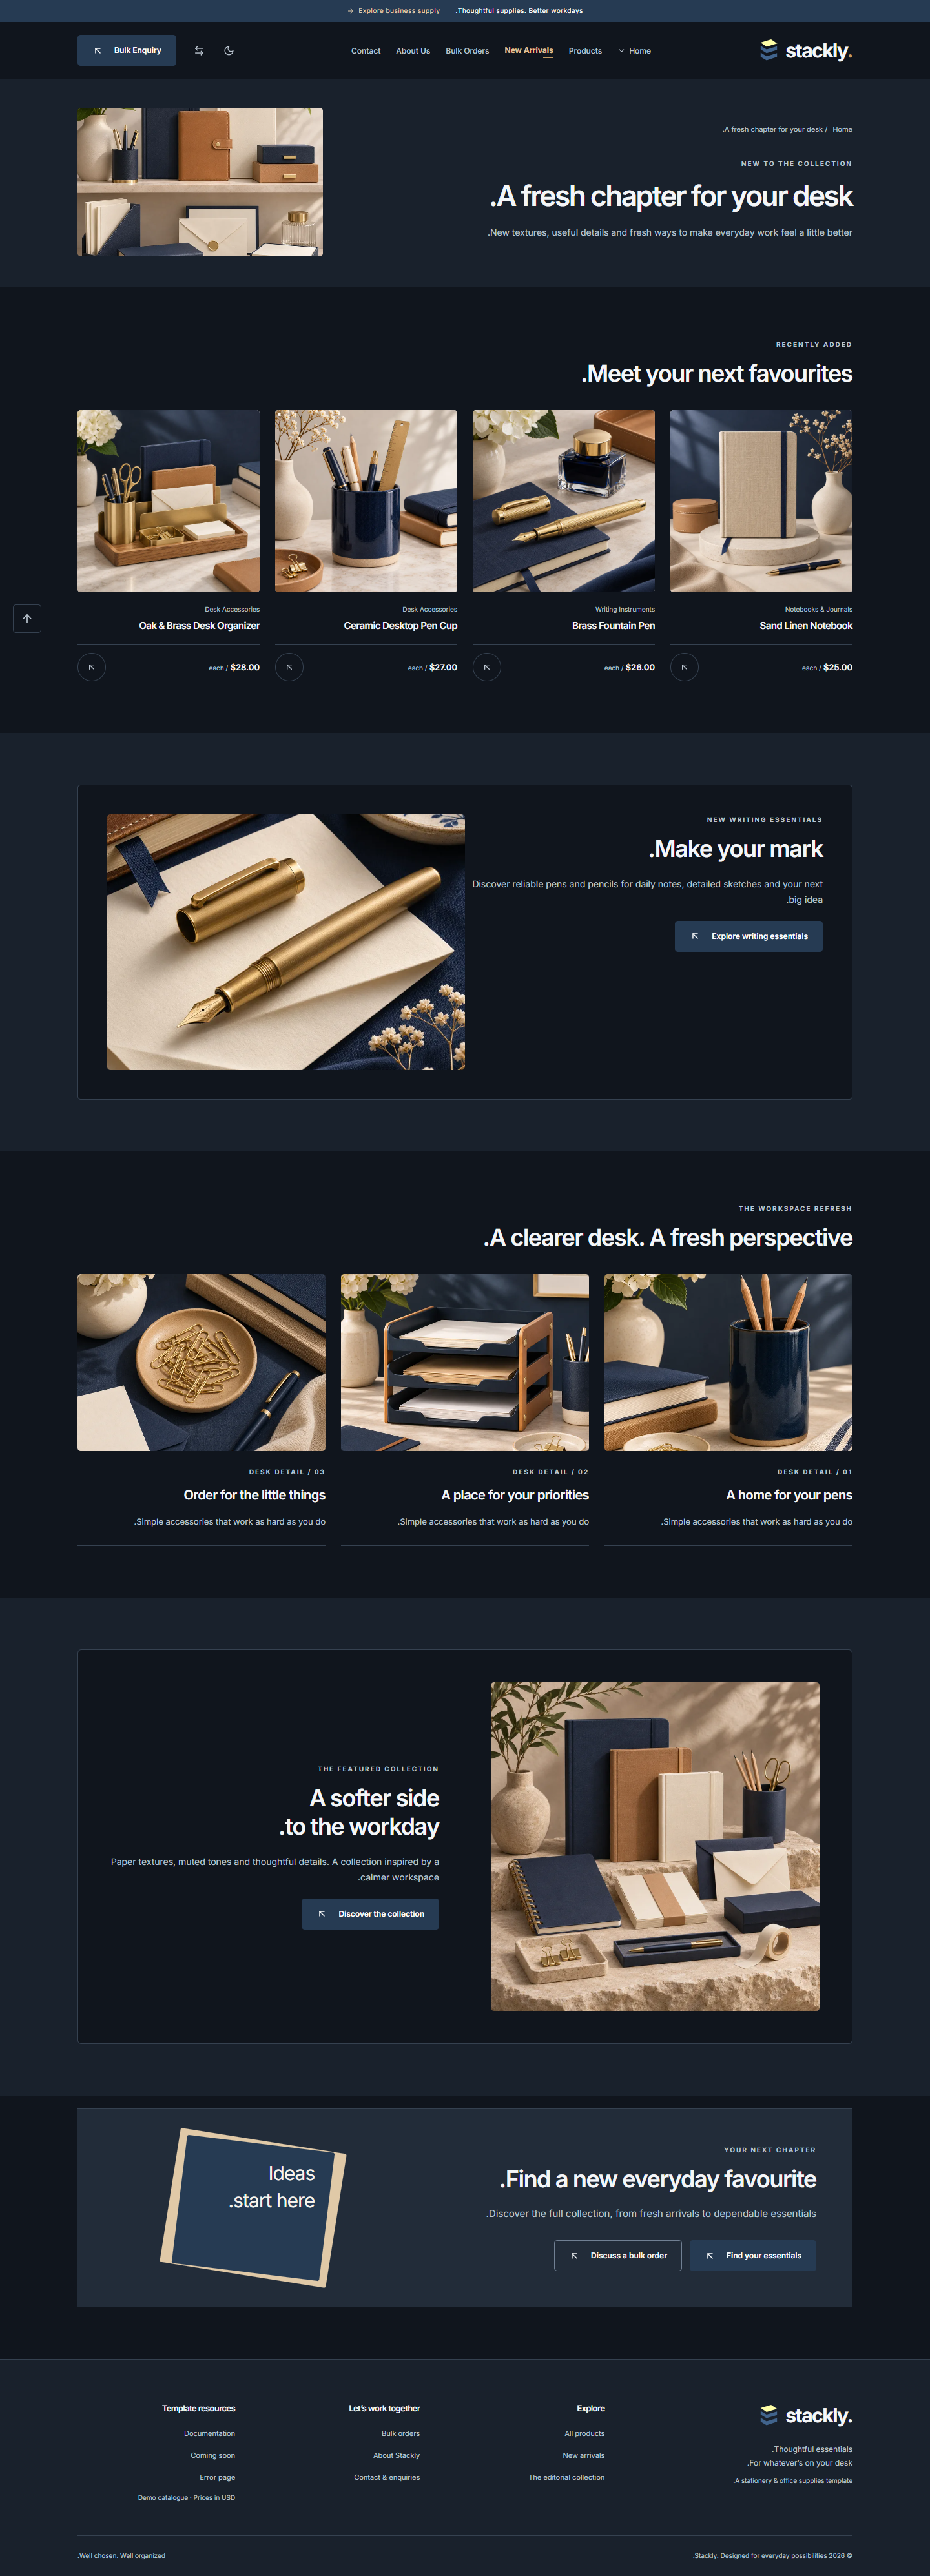 Explore business supply
.Thoughtful supplies. Better workdays
Bulk Enquiry
Contact
About Us
Bulk Orders
New Arrivals
Products
Home
stackly.
.A fresh chapter for your desk / Home
NEW TO THE COLLECTION
.A fresh chapter for your desk
.New textures, useful details and fresh ways to make everyday work feel a little better
RECENTLY ADDED
.Meet your next favourites
Desk Accessories
Oak & Brass Desk Organizer
each / $28.00
Desk Accessories
Ceramic Desktop Pen Cup
each / $27.00
Writing Instruments
Brass Fountain Pen
each / $26.00
Notebooks & Journals
Sand Linen Notebook
each / $25.00
NEW WRITING ESSENTIALS
.Make your mark
Discover reliable pens and pencils for daily notes, detailed sketches and your next
.big idea
Explore writing essentials
THE WORKSPACE REFRESH
.A clearer desk. A fresh perspective
DESK DETAIL / 03
Order for the little things
.Simple accessories that work as hard as you do
DESK DETAIL / 02
A place for your priorities
.Simple accessories that work as hard as you do
DESK DETAIL / 01
A home for your pens
.Simple accessories that work as hard as you do
THE FEATURED COLLECTION
A softer side
.to the workday
Paper textures, muted tones and thoughtful details. A collection inspired by a
.calmer workspace
Discover the collection
Ideas
.start here
YOUR NEXT CHAPTER
.Find a new everyday favourite
.Discover the full collection, from fresh arrivals to dependable essentials
Discuss a bulk order
Find your essentials
Template resources
Documentation
Coming soon
Error page
Demo catalogue · Prices in USD
Let's work together
Bulk orders
About Stackly
Contact & enquiries
Explore
All products
New arrivals
The editorial collection
stackly.
.Thoughtful essentials
.For whatever's on your desk
.A stationery & office supplies template
.Well chosen. Well organized
.Stackly. Designed for everyday possibilities 2026 ©